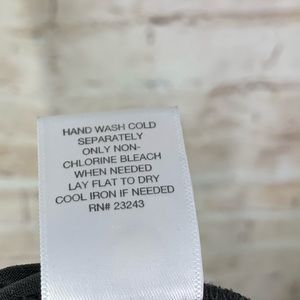 HAND WASH COLD
SEPARATELY
ONLY NON-
CHLORINE BLEACH
WHEN NEEDED
LAY FLAT TO DRY
COOL IRON IF NEEDED
RN# 23243